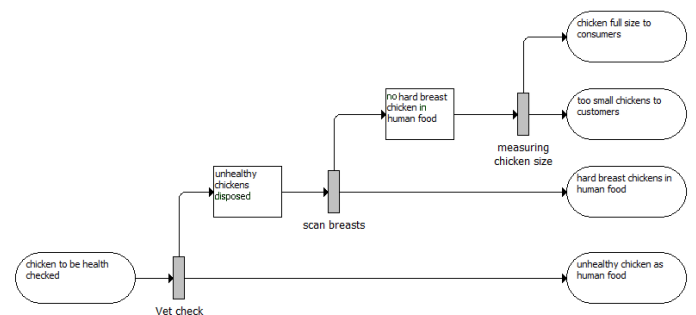 chicken full size to
consumers
no hard breast
chicken in
human food
too small chickens to
customers
measuring
chicken size
unhealthy
chickens
disposed
hard breast chickens in
human food
scan breasts
chicken to be health
checked
unhealthy chicken as
human food
Vet check